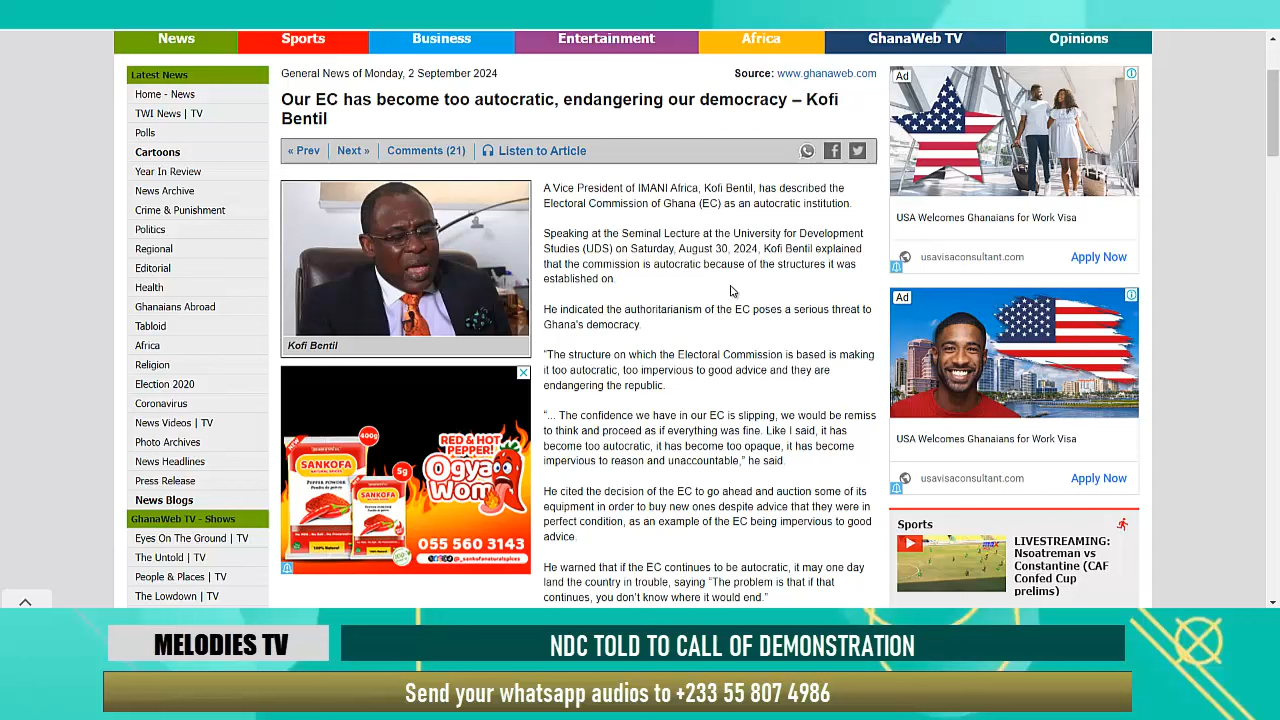 News
Sports
Business
Entertainment
Africa
GhanaWeb TV
Opinions
Latest News
Home - News
TWI News | TV
Polls
Cartoons
Year In Review
News Archive
Crime & Punishment
Politics
Regional
Editorial
Health
Ghanaians Abroad
Tabloid
Africa
Religion
Election 2020
Coronavirus
News Videos | TV
Photo Archives
News Headlines
Press Release
News Blogs
GhanaWeb TV - Shows
Eyes On The Ground | TV
The Untold | TV
People & Places | TV
The Lowdown | TV
General News of Monday, 2 September 2024
Source: www.ghanaweb.com
Our EC has become too autocratic, endangering our democracy – Kofi
Bentil
« Prev
Next »
Comments (21)
Listen to Article
Kofi Bentil
A Vice President of IMANI Africa, Kofi Bentil, has described the
Electoral Commission of Ghana (EC) as an autocratic institution.
Speaking at the Seminal Lecture at the University for Development
Studies (UDS) on Saturday, August 30, 2024, Kofi Bentil explained
that the commission is autocratic because of the structures it was
established on.
He indicated the authoritarianism of the EC poses a serious threat to
Ghana's democracy.
“The structure on which the Electoral Commission is based is making
it too autocratic, too impervious to good advice and they are
endangering the republic.
“... The confidence we have in our EC is slipping, we would be remiss
to think and proceed as if everything was fine. Like I said, it has
become too autocratic, it has become too opaque, it has become
impervious to reason and unaccountable,” he said.
He cited the decision of the EC to go ahead and auction some of its
equipment in order to buy new ones despite advice that they were in
perfect condition, as an example of the EC being impervious to good
advice.
He warned that if the EC continues to be autocratic, it may one day
land the country in trouble, saying “The problem is that if that
continues, you don't know where it would end.”
400g
SANKOFA
NATURAL SPICES
PEPPER POWDER
5g
SANKOFA
100% Natural
RED & HOT
PEPPER!
Ogya
Wom
055 560 3143
@_sankofanaturalspices_
Ad
USA Welcomes Ghanaians for Work Visa
usavisaconsultant.com
Apply Now
Ad
USA Welcomes Ghanaians for Work Visa
usavisaconsultant.com
Apply Now
Sports
LIVESTREAMING:
Nsoatreman vs
Constantine (CAF
Confed Cup
prelims)
MELODIES TV
NDC TOLD TO CALL OF DEMONSTRATION
Send your whatsapp audios to +233 55 807 4986